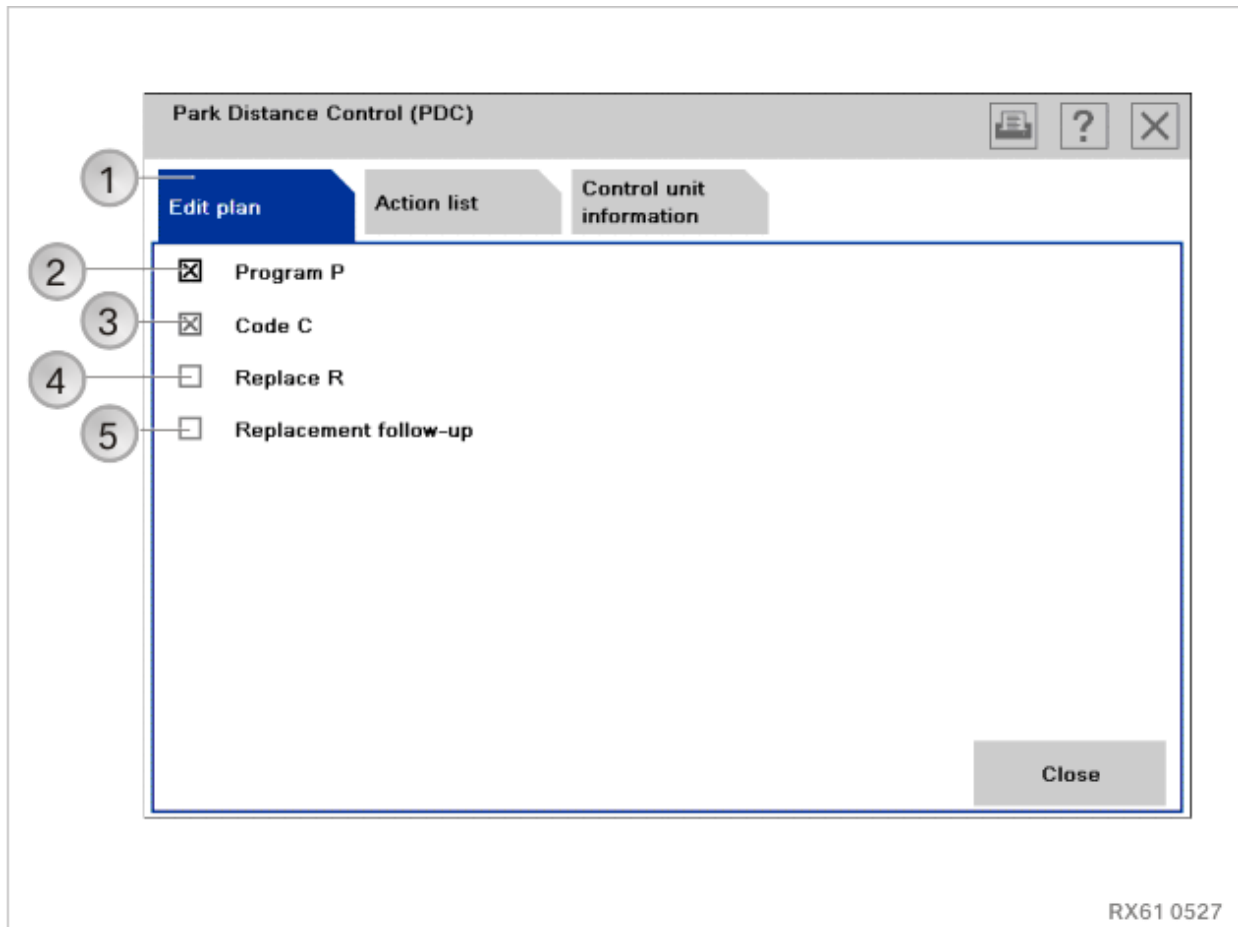 Park Distance Control (PDC)
?
1
Edit plan
Action list
Control unit
information
2
Program P
3
Code C
4
Replace R
5
Replacement follow-up
Close
RX61 0527